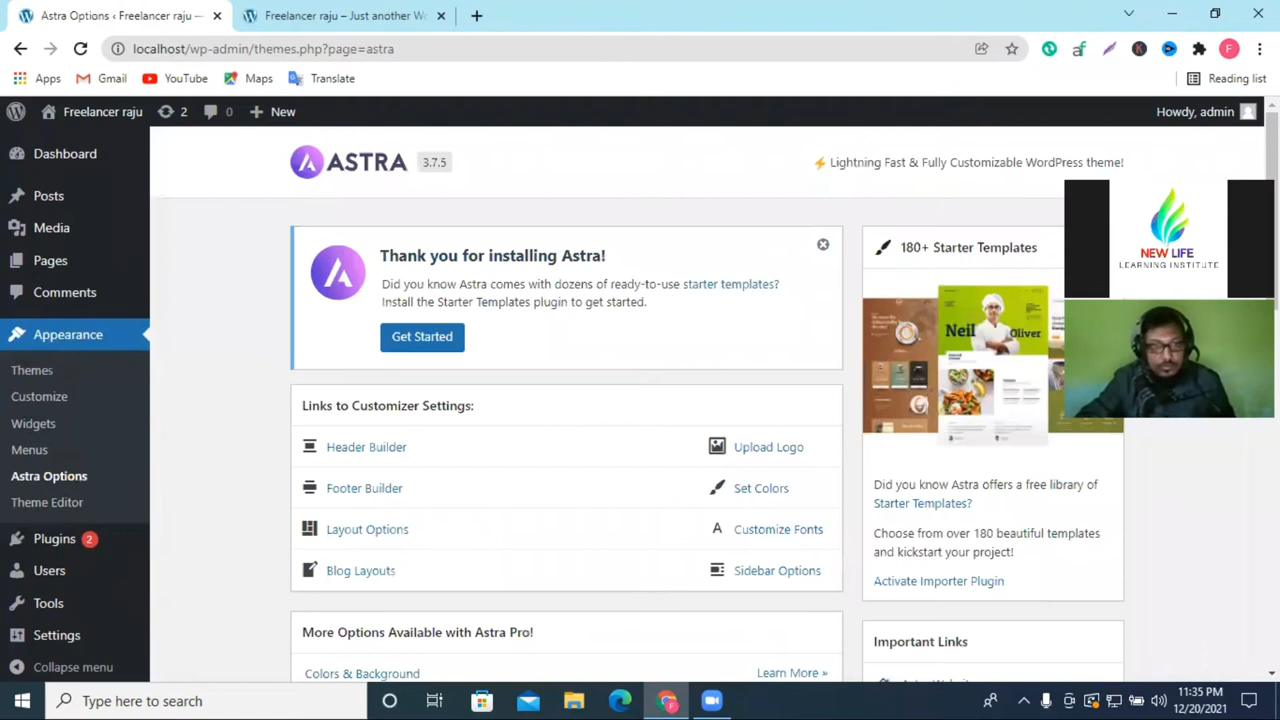 Astra Options ‹ Freelancer raju —
Freelancer raju – Just another Wo
localhost/wp-admin/themes.php?page=astra
F
Apps
Gmail
YouTube
Maps
Translate
Reading list
Freelancer raju
2
0
New
Howdy, admin
Dashboard
Posts
Media
Pages
Comments
Appearance
Themes
Customize
Widgets
Menus
Astra Options
Theme Editor
Plugins 2
Users
Tools
Settings
Collapse menu
ASTRA 3.7.5
Lightning Fast & Fully Customizable WordPress theme!
Thank you for installing Astra!
Did you know Astra comes with dozens of ready-to-use starter templates?
Install the Starter Templates plugin to get started.
Get Started
Links to Customizer Settings:
Header Builder
Upload Logo
Footer Builder
Set Colors
Layout Options
Customize Fonts
Blog Layouts
Sidebar Options
More Options Available with Astra Pro!
Colors & Background
Learn More »
180+ Starter Templates
Neil
Oliver
Did you know Astra offers a free library of
Starter Templates?
Choose from over 180 beautiful templates
and kickstart your project!
Activate Importer Plugin
Important Links
NEW LIFE
LEARNING INSTITUTE
Type here to search
11:35 PM
12/20/2021